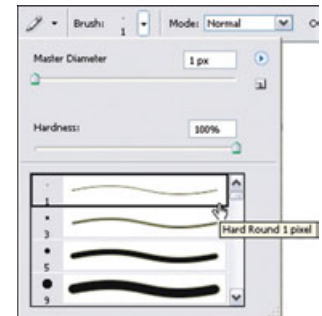 Brush: 1 Mode: Normal
Master Diameter 1 px
Hardness: 100%
1
3
Hard Round 1 pixel
5
9